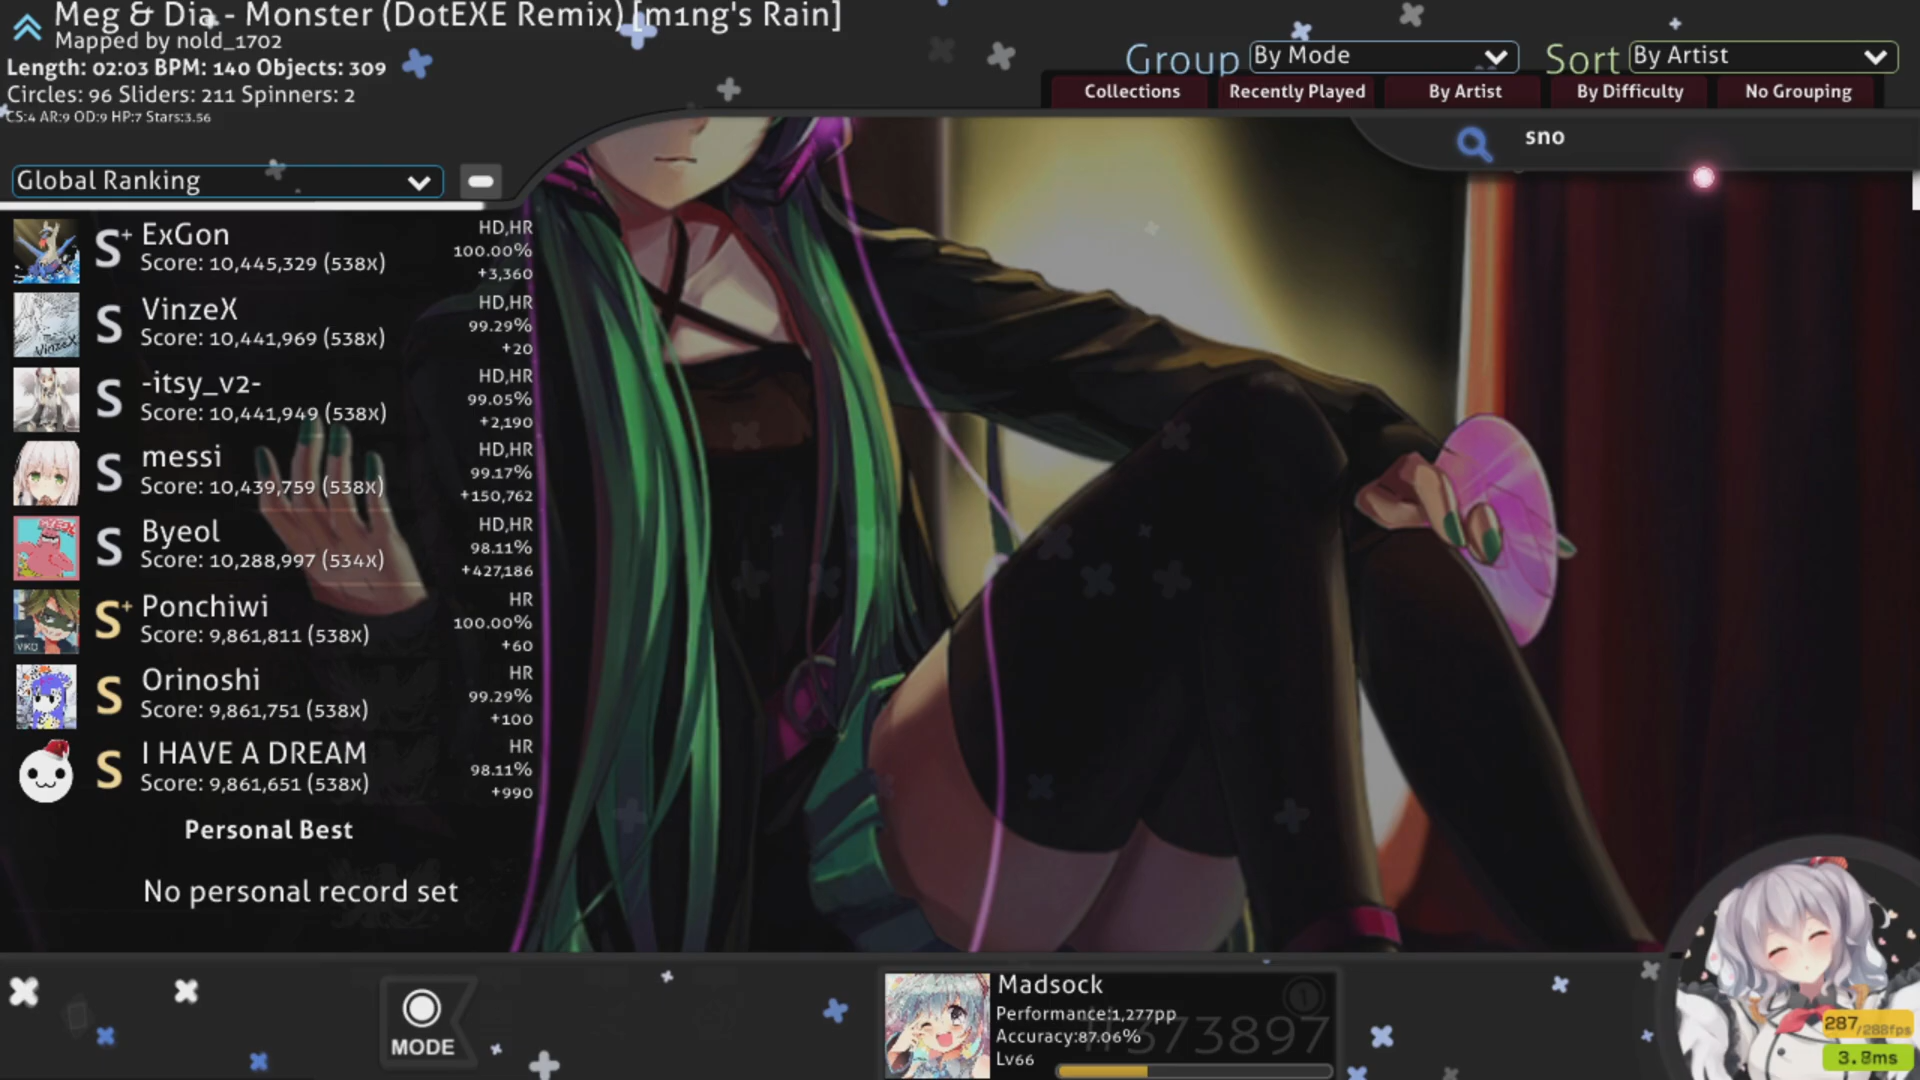 Meg & Dia - Monster (DotEXE Remix) [m1ng's Rain]
Mapped by nold_1702
Length: 02:03 BPM: 140 Objects: 309
Circles: 96 Sliders: 211 Spinners: 2
CS:4 AR:9 OD:9 HP:7 Stars:3.56
Group By Mode Sort By Artist
Collections Recently Played By Artist By Difficulty No Grouping
sno
Global Ranking
S+ ExGon HD,HR
Score: 10,445,329 (538x) 100.00%
+3,360
S VinzeX HD,HR
Score: 10,441,969 (538x) 99.29%
+20
S -itsy_v2- HD,HR
Score: 10,441,949 (538x) 99.05%
+2,190
S messi HD,HR
Score: 10,439,759 (538x) 99.17%
+150,762
S Byeol HD,HR
Score: 10,288,997 (534x) 98.11%
+427,186
S+ Ponchiwi HR
Score: 9,861,811 (538x) 100.00%
+60
S Orinoshi HR
Score: 9,861,751 (538x) 99.29%
+100
S I HAVE A DREAM HR
Score: 9,861,651 (538x) 98.11%
+990
Personal Best
No personal record set
MODE
Madsock
Performance:1,277pp
Accuracy:87.06%
#373897
Lv66
287/288fps
3.8ms